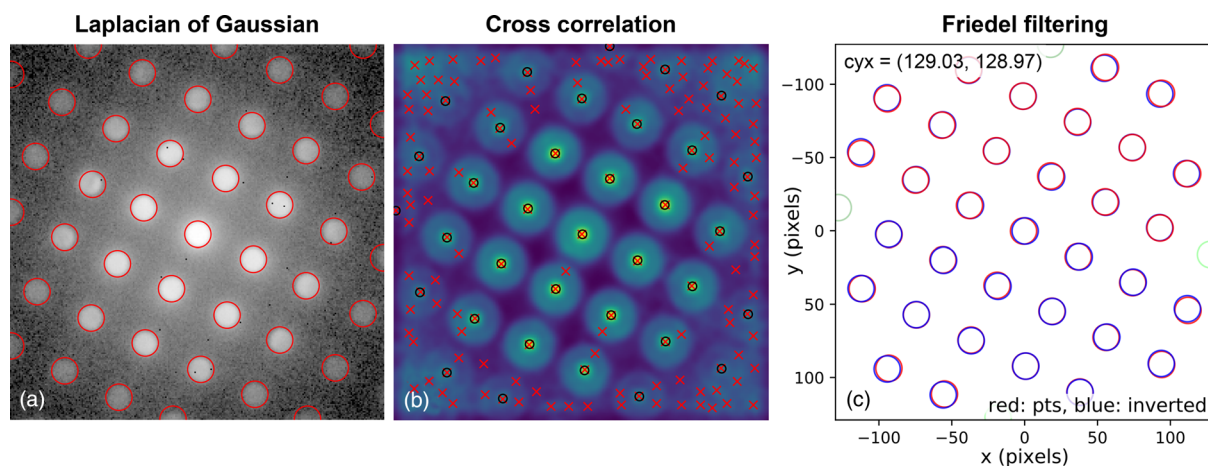 Laplacian of Gaussian
Cross correlation
Friedel filtering
(a)
(b)
cyx = (129.03, 128.97)
y (pixels)
−100
−50
0
50
100
(c)
red: pts, blue: inverted
−100
−50
0
50
100
x (pixels)